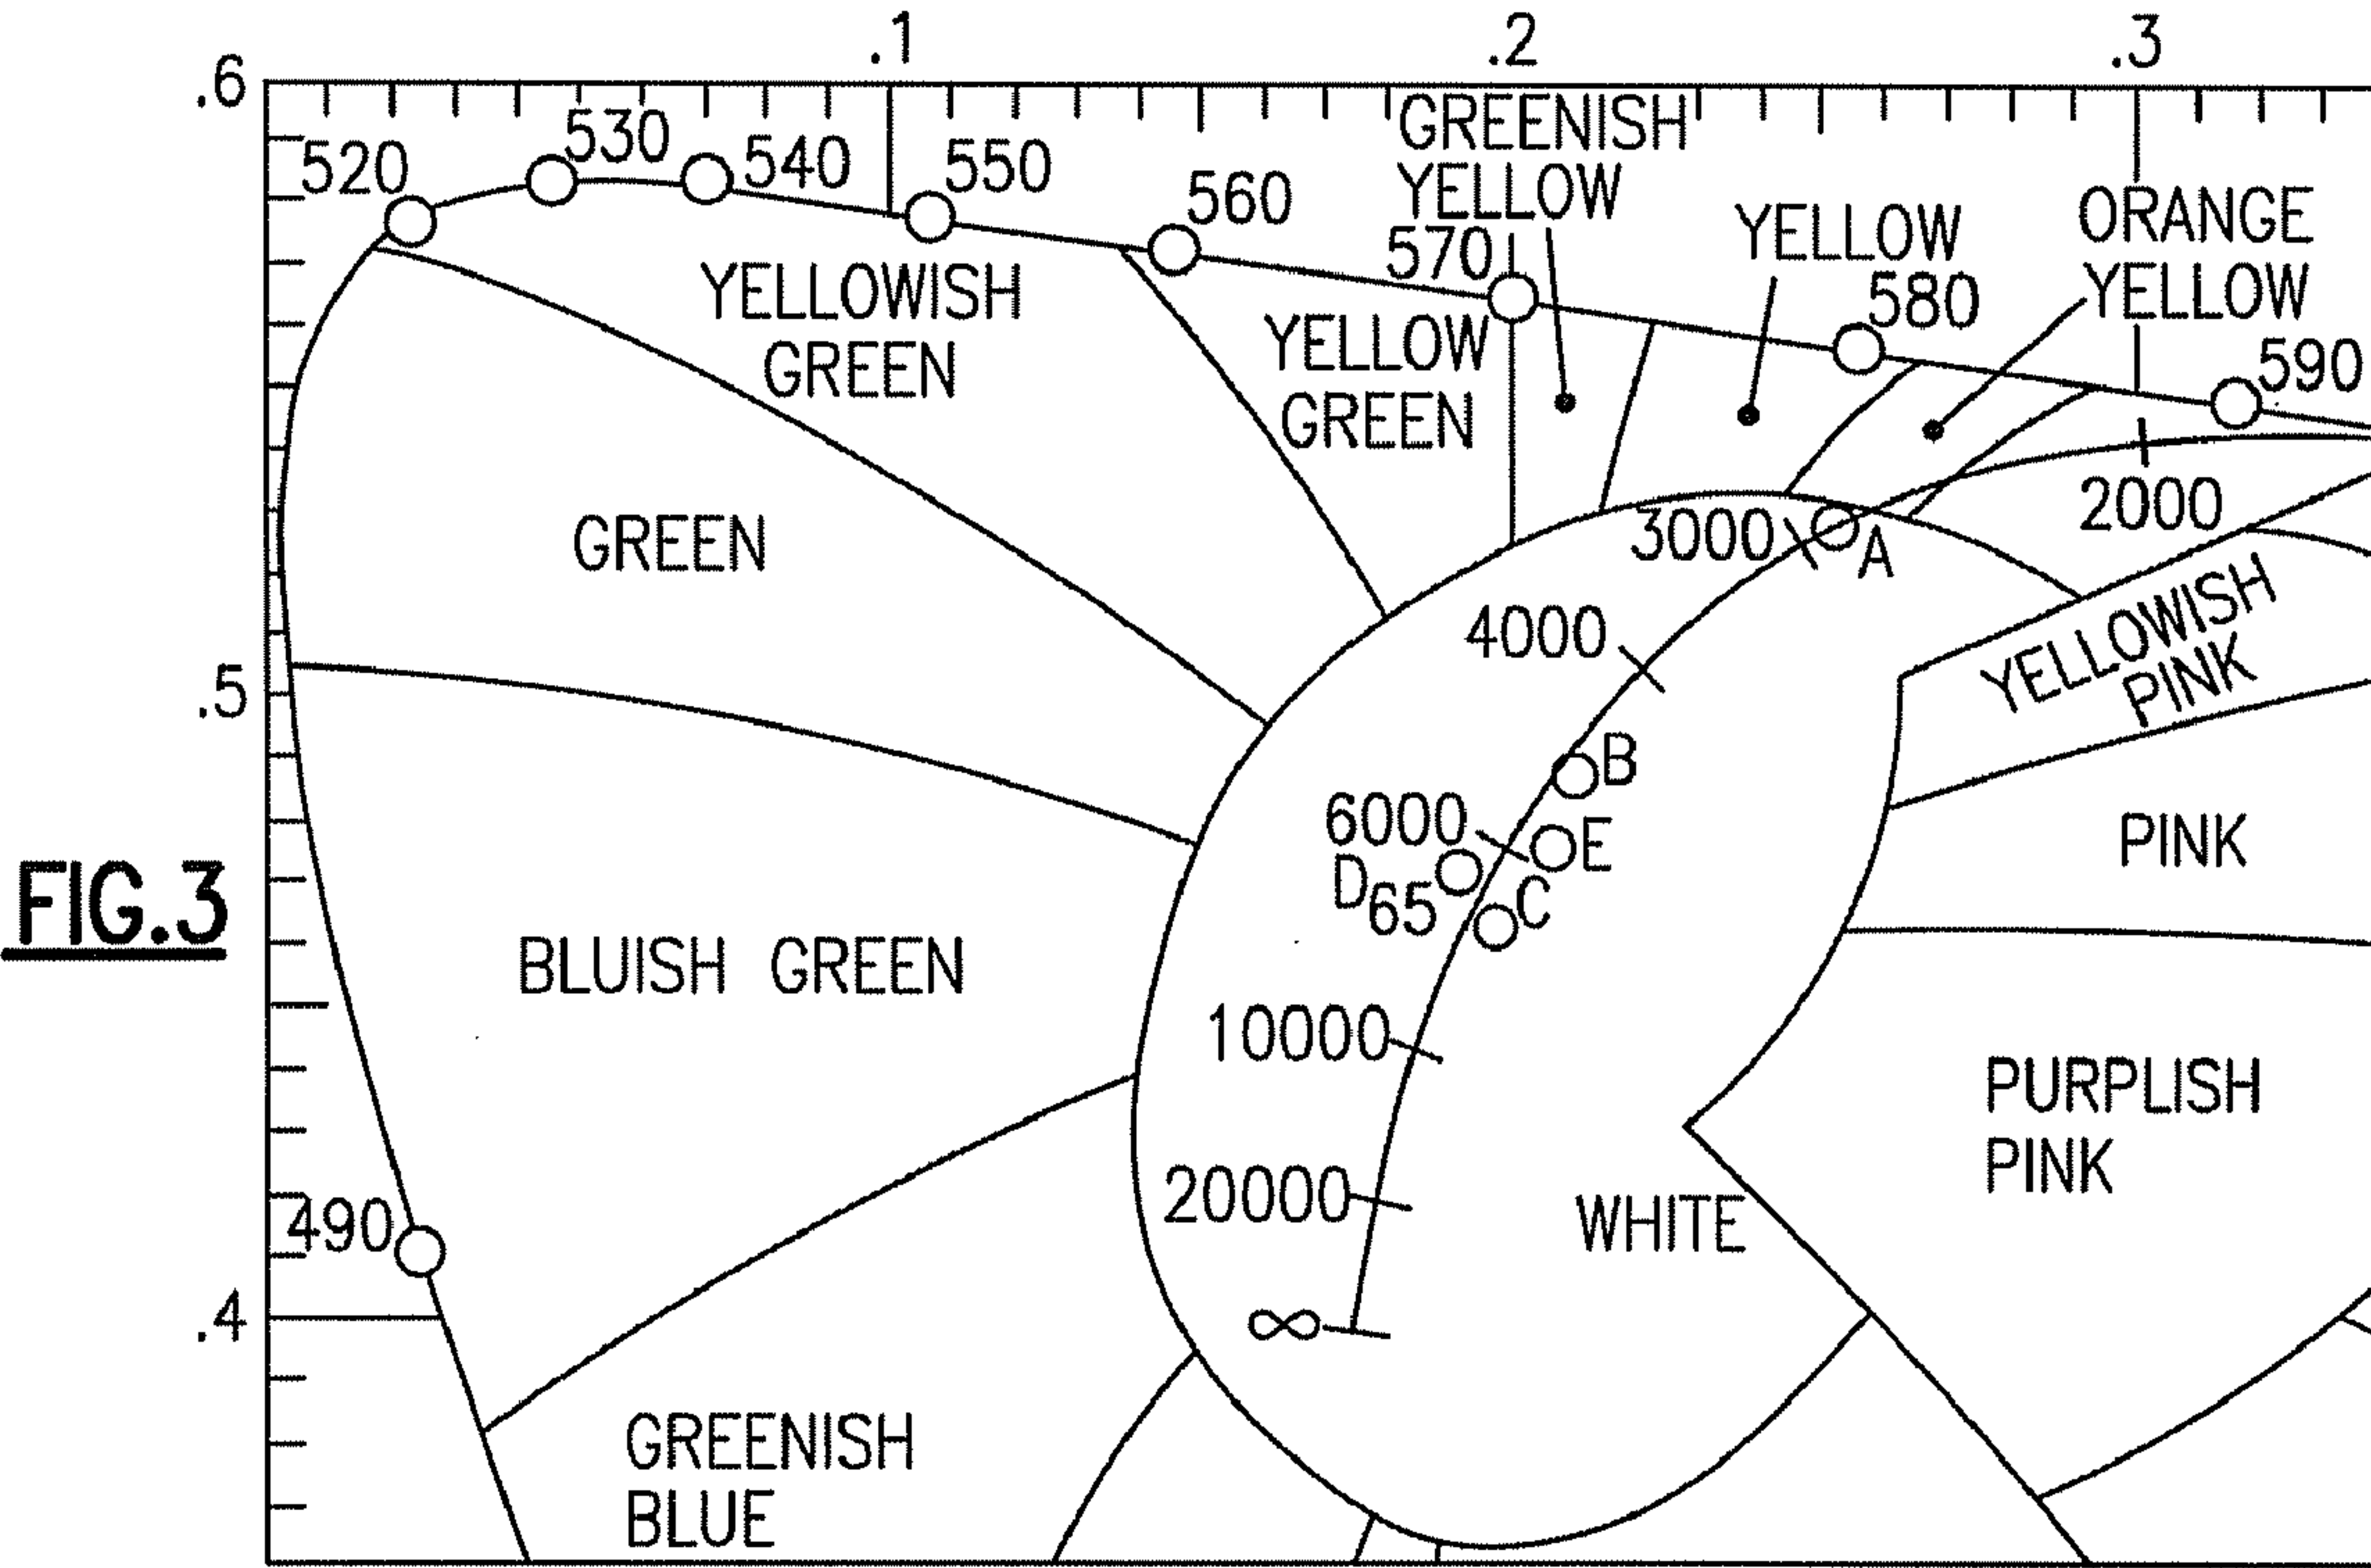 .1
.2
.3
.6
520
530
540
550
560
GREENISH
YELLOW
570
YELLOW
580
ORANGE
YELLOW
590
YELLOWISH
GREEN
YELLOW
GREEN
GREEN
3000
A
2000
4000
YELLOWISH
PINK
.5
B
6000
E
D65
C
PINK
FIG.3
BLUISH GREEN
10000
PURPLISH
PINK
20000
WHITE
490
.4
∞
GREENISH
BLUE